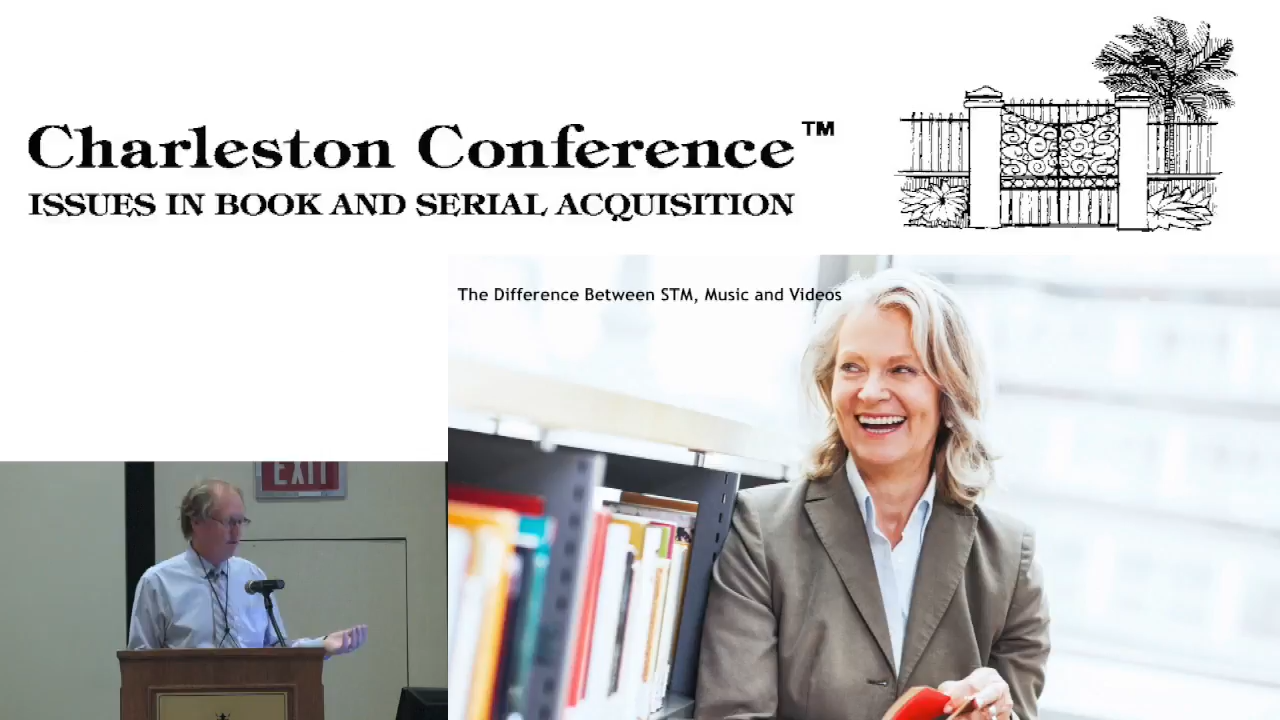 Charleston Conference™
ISSUES IN BOOK AND SERIAL ACQUISITION
The Difference Between STM, Music and Videos
EXIT